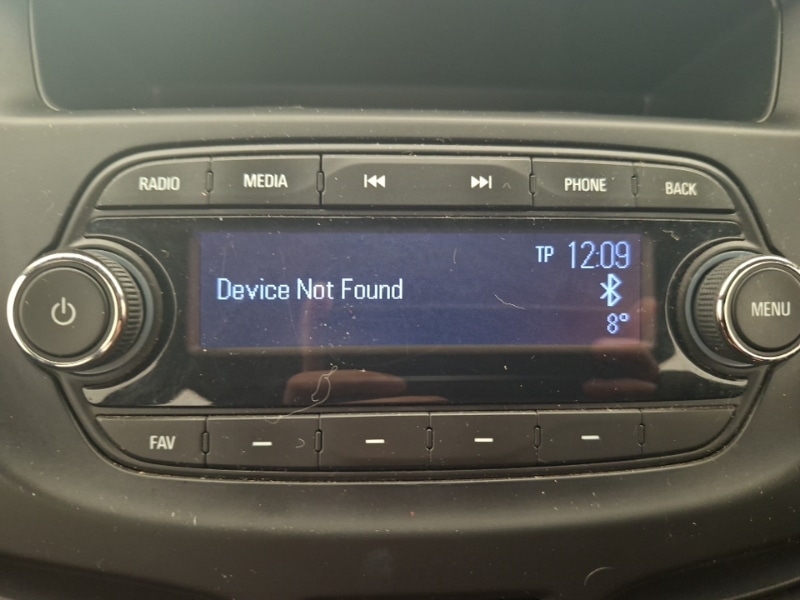 RADIO MEDIA PHONE BACK
TP 12:09
Device Not Found
8°
MENU
FAV